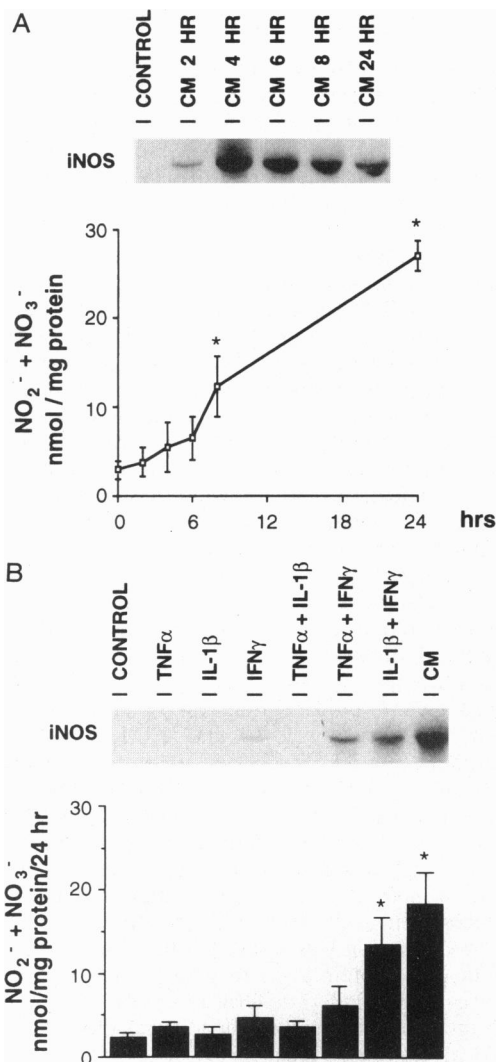 A
CONTROL
CM 2 HR
CM 4 HR
CM 6 HR
CM 8 HR
CM 24 HR
iNOS
NO2- + NO3-
nmol / mg protein
30
20
10
0
*
*
0 6 12 18 24 hrs
B
CONTROL
TNFα
IL-1β
IFNγ
TNFα + IL-1β
TNFα + IFNγ
IL-1β + IFNγ
CM
iNOS
NO2- + NO3-
nmol/mg protein/24 hr
30
20
10
0
*
*